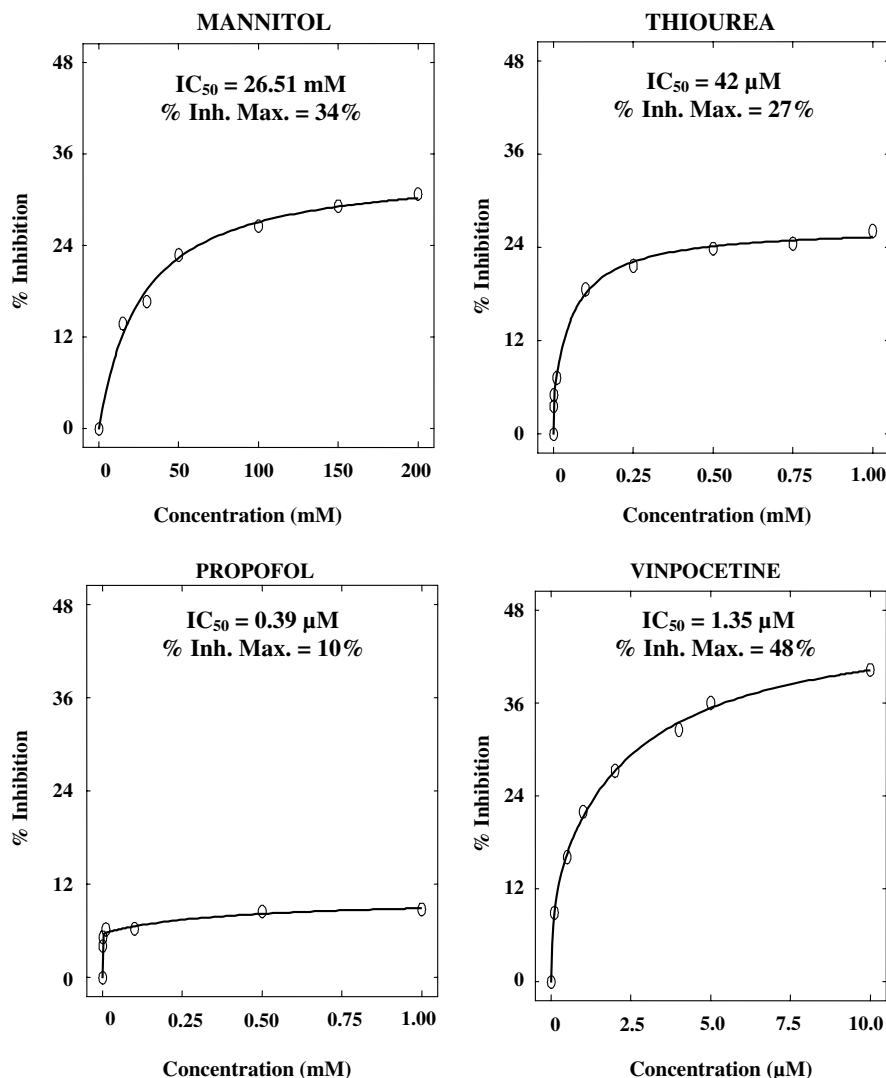 MANNITOL
IC50 = 26.51 mM
% Inh. Max. = 34%
48
36
24
12
0
% Inhibition
0 50 100 150 200
Concentration (mM)
THIOUREA
IC50 = 42 µM
% Inh. Max. = 27%
48
36
24
12
0
% Inhibition
0 0.25 0.50 0.75 1.00
Concentration (mM)
PROPOFOL
IC50 = 0.39 µM
% Inh. Max. = 10%
48
36
24
12
0
% Inhibition
0 0.25 0.50 0.75 1.00
Concentration (mM)
VINPOCETINE
IC50 = 1.35 µM
% Inh. Max. = 48%
48
36
24
12
0
% Inhibition
0 2.5 5.0 7.5 10.0
Concentration (µM)